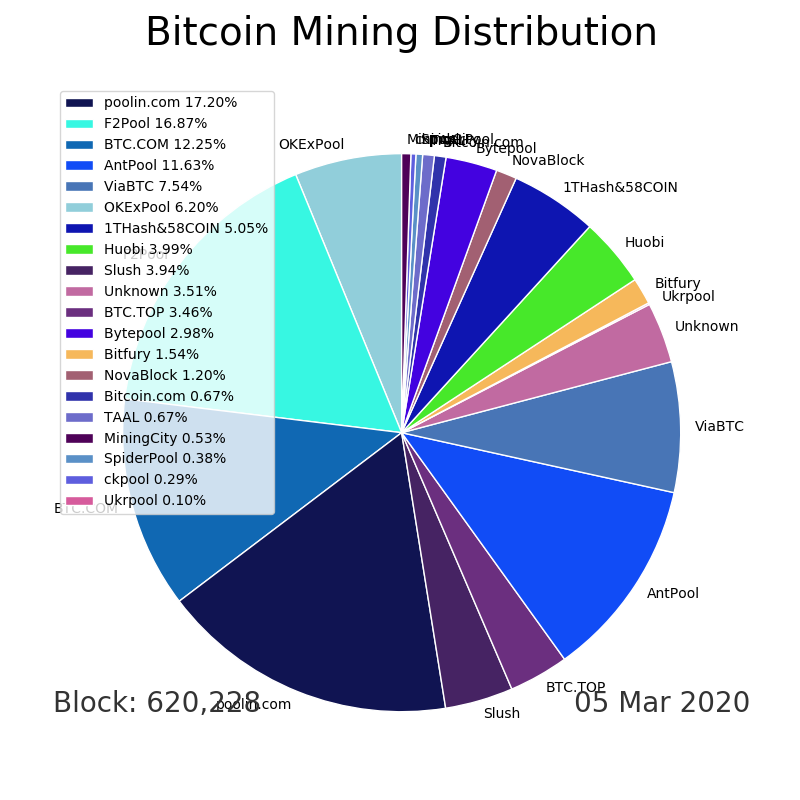 Bitcoin Mining Distribution
poolin.com 17.20%
F2Pool 16.87%
BTC.COM 12.25%
AntPool 11.63%
ViaBTC 7.54%
OKExPool 6.20%
1THash&58COIN 5.05%
Huobi 3.99%
Slush 3.94%
Unknown 3.51%
BTC.TOP 3.46%
Bytepool 2.98%
Bitfury 1.54%
NovaBlock 1.20%
Bitcoin.com 0.67%
TAAL 0.67%
MiningCity 0.53%
SpiderPool 0.38%
ckpool 0.29%
Ukrpool 0.10%
OKExPool
Bitcoin.com
Bytepool
NovaBlock
1THash&58COIN
Huobi
Bitfury
Ukrpool
Unknown
ViaBTC
AntPool
BTC.TOP
Slush
poolin.com
BTC.COM
F2Pool
Block: 620,228
05 Mar 2020